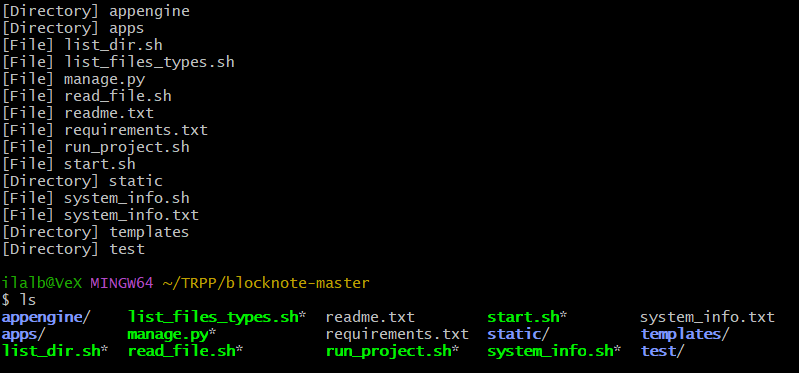 [Directory] appengine
[Directory] apps
[File] list_dir.sh
[File] list_files_types.sh
[File] manage.py
[File] read_file.sh
[File] readme.txt
[File] requirements.txt
[File] run_project.sh
[File] start.sh
[Directory] static
[File] system_info.sh
[File] system_info.txt
[Directory] templates
[Directory] test
ilalb@VeX MINGW64 ~/TRPP/blocknote-master
$ ls
appengine/ list_files_types.sh* readme.txt start.sh* system_info.txt
apps/ manage.py* requirements.txt static/ templates/
list_dir.sh* read_file.sh* run_project.sh* system_info.sh* test/